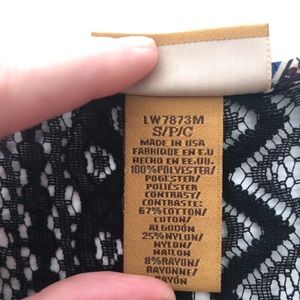 LW7873M
S/P/C
MADE IN USA
FABRIQUE EN E.U
HECHO EN EE.UU.
100%POLYESTER/
POGESTER/
POLIÉSTER
CONTRAST/
CONTRASTE:
67%COTTON/
COTON/
ALGODÓN
25%NYLON/
NYLON/
NAILON
8%RAYON/
RAYONNE/
RAYÓN